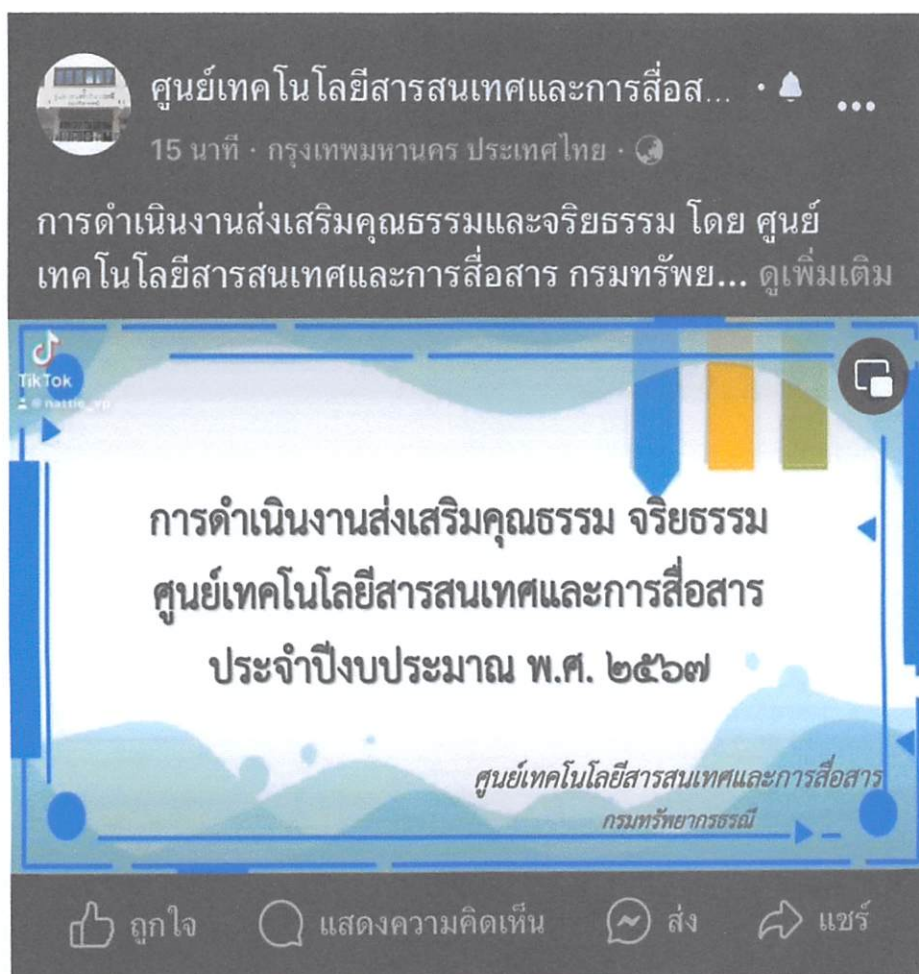 ศูนย์เทคโนโลยีสารสนเทศและการสื่อส...
15 นาที · กรุงเทพมหานคร ประเทศไทย ·
การดำเนินงานส่งเสริมคุณธรรมและจริยธรรม โดย ศูนย์
เทคโนโลยีสารสนเทศและการสื่อสาร กรมทรัพย... ดูเพิ่มเติม
TikTok
@nattie_vp
การดำเนินงานส่งเสริมคุณธรรม จริยธรรม
ศูนย์เทคโนโลยีสารสนเทศและการสื่อสาร
ประจำปีงบประมาณ พ.ศ. ๒๕๖๗
ศูนย์เทคโนโลยีสารสนเทศและการสื่อสาร
กรมทรัพยากรธรณี
ถูกใจ แสดงความคิดเห็น ส่ง แชร์